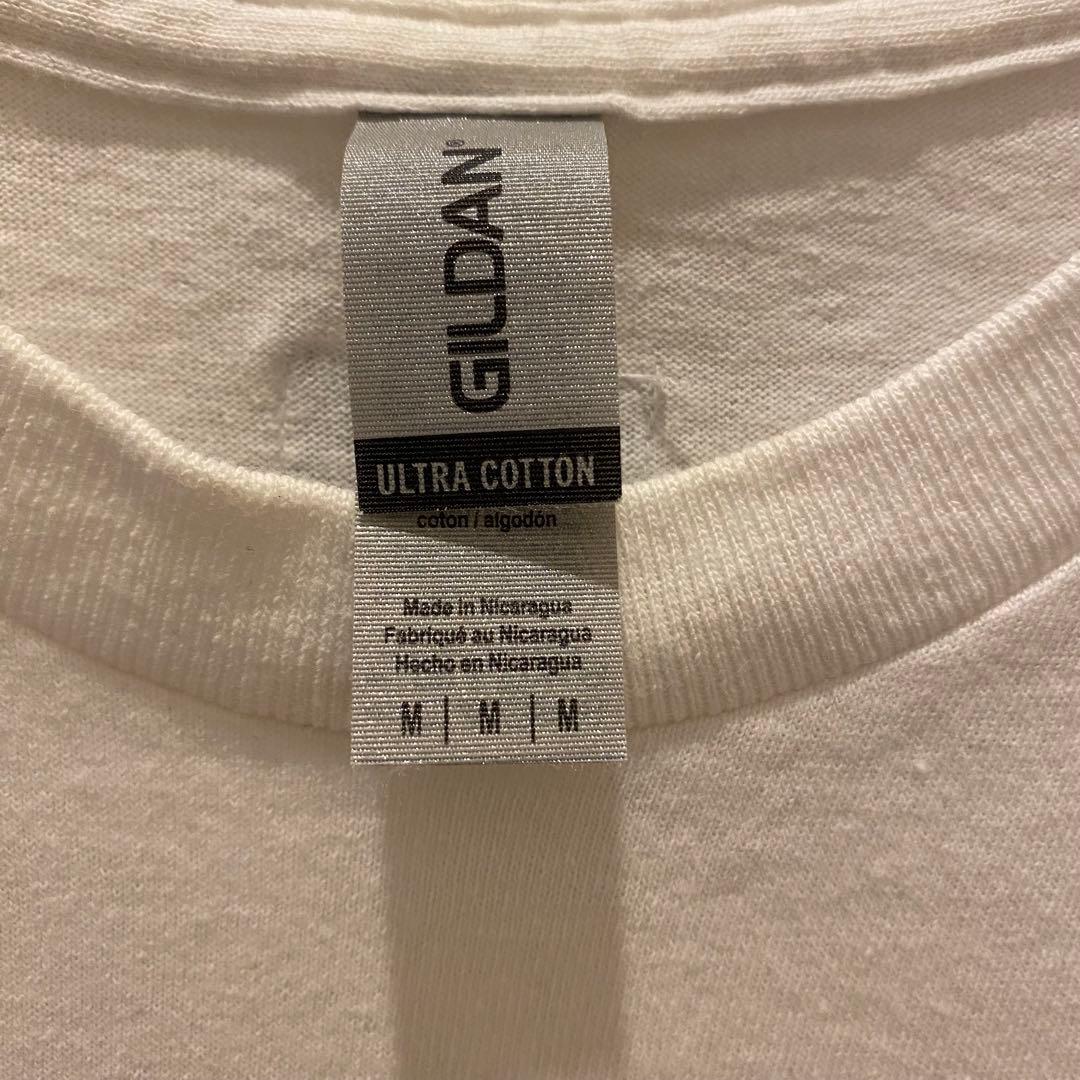 GILDAN®
ULTRA COTTON
coton / algodón
Made in Nicaragua
Fabriqué au Nicaragua
Hecho en Nicaragua
M | M | M